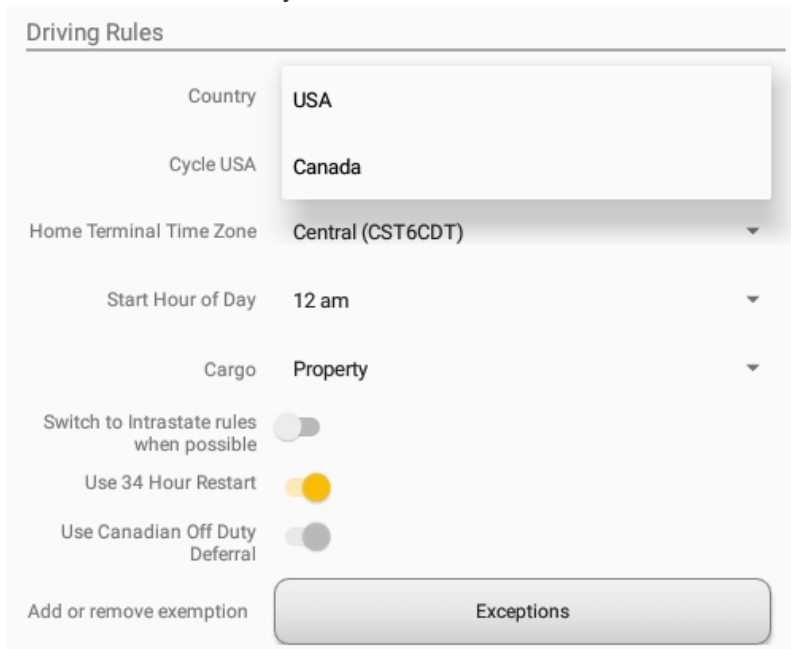 Driving Rules
Country
USA
Cycle USA
Canada
Home Terminal Time Zone
Central (CST6CDT)
Start Hour of Day
12 am
Cargo
Property
Switch to Intrastate rules
when possible
Use 34 Hour Restart
Use Canadian Off Duty
Deferral
Add or remove exemption
Exceptions